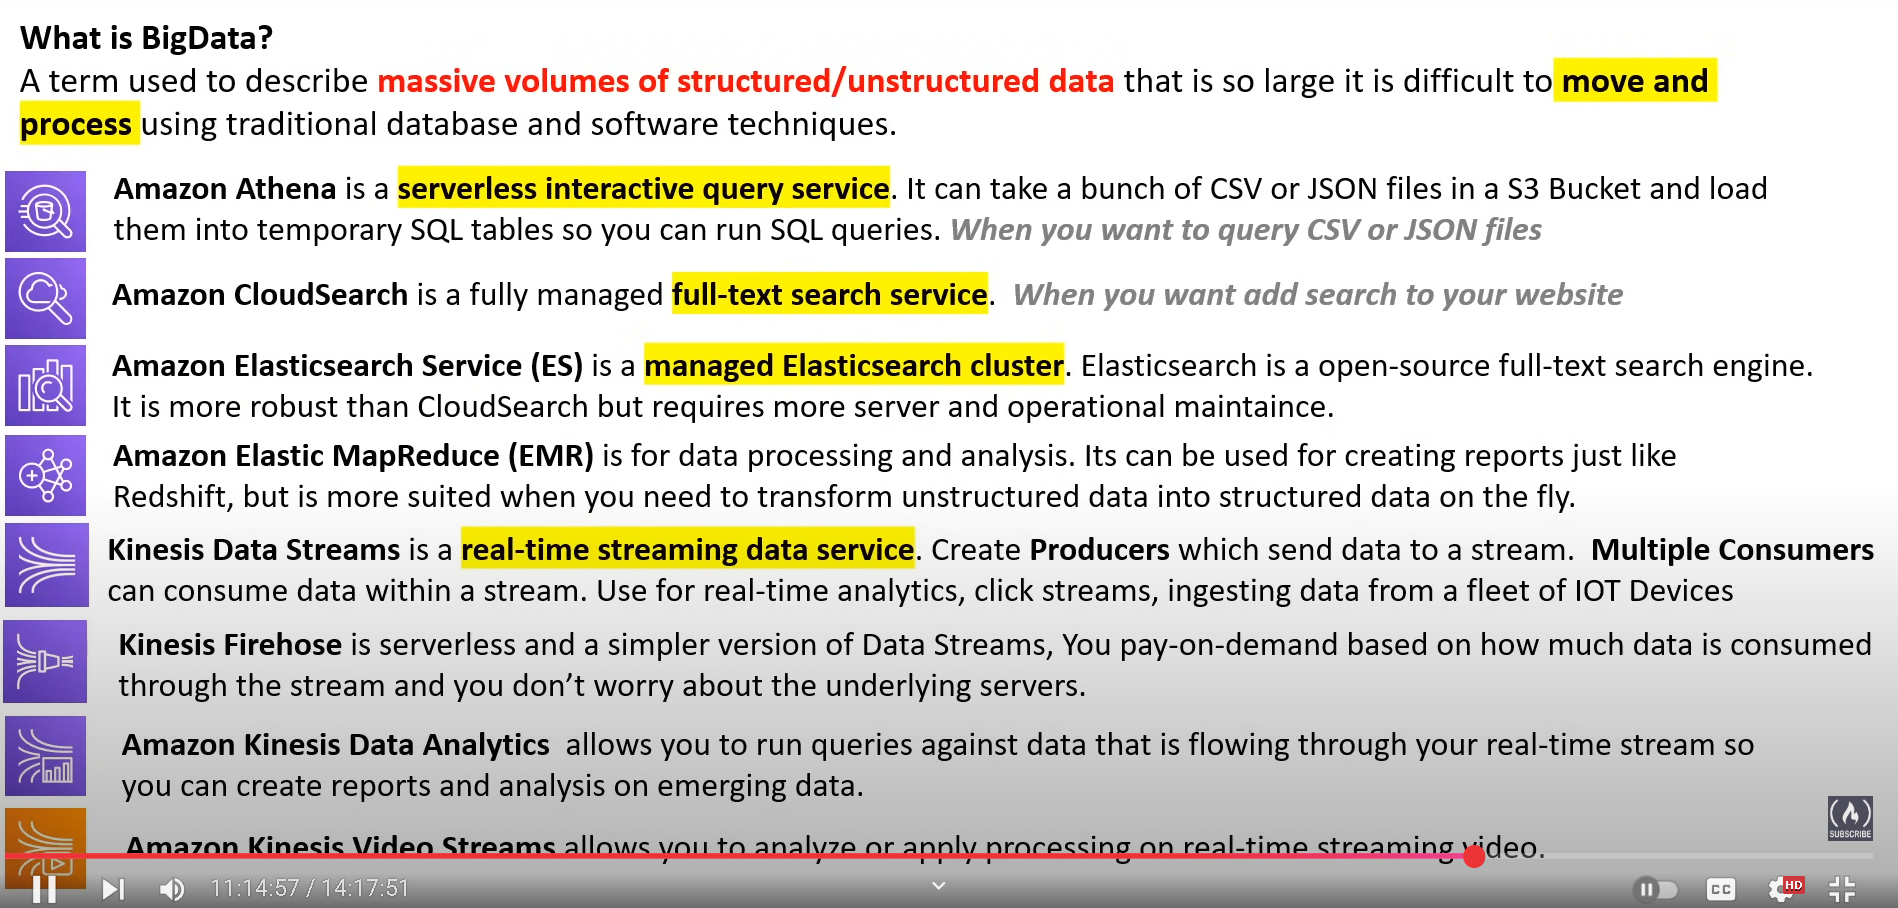 What is BigData?
A term used to describe massive volumes of structured/unstructured data that is so large it is difficult to move and
process using traditional database and software techniques.
Amazon Athena is a serverless interactive query service. It can take a bunch of CSV or JSON files in a S3 Bucket and load
them into temporary SQL tables so you can run SQL queries. When you want to query CSV or JSON files
Amazon CloudSearch is a fully managed full-text search service. When you want add search to your website
Amazon Elasticsearch Service (ES) is a managed Elasticsearch cluster. Elasticsearch is a open-source full-text search engine.
It is more robust than CloudSearch but requires more server and operational maintaince.
Amazon Elastic MapReduce (EMR) is for data processing and analysis. Its can be used for creating reports just like
Redshift, but is more suited when you need to transform unstructured data into structured data on the fly.
Kinesis Data Streams is a real-time streaming data service. Create Producers which send data to a stream. Multiple Consumers
can consume data within a stream. Use for real-time analytics, click streams, ingesting data from a fleet of IOT Devices
Kinesis Firehose is serverless and a simpler version of Data Streams, You pay-on-demand based on how much data is consumed
through the stream and you don’t worry about the underlying servers.
Amazon Kinesis Data Analytics allows you to run queries against data that is flowing through your real-time stream so
you can create reports and analysis on emerging data.
SUBSCRIBE
Amazon Kinesis Video Streams allows you to analyze or apply processing on real-time streaming video.
11:14:57 / 14:17:51
CC
HD